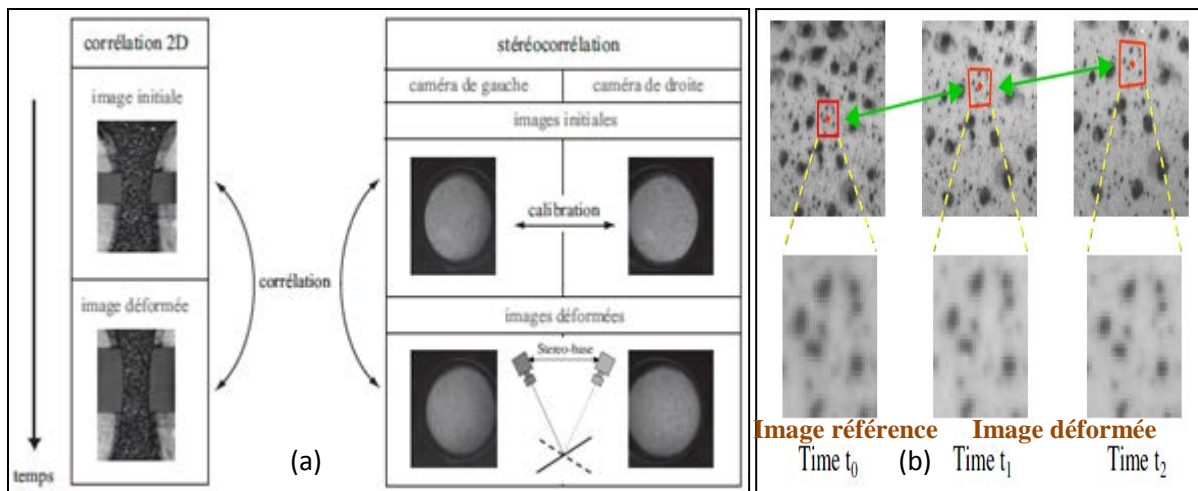 corrélation 2D
image initiale
image déformée
temps
corrélation
stéréocorrélation
caméra de gauche
caméra de droite
images initiales
calibration
images déformées
Stereo-base
(a)
Image référence
Image déformée
Time t₀
(b)
Time t₁
Time t₂